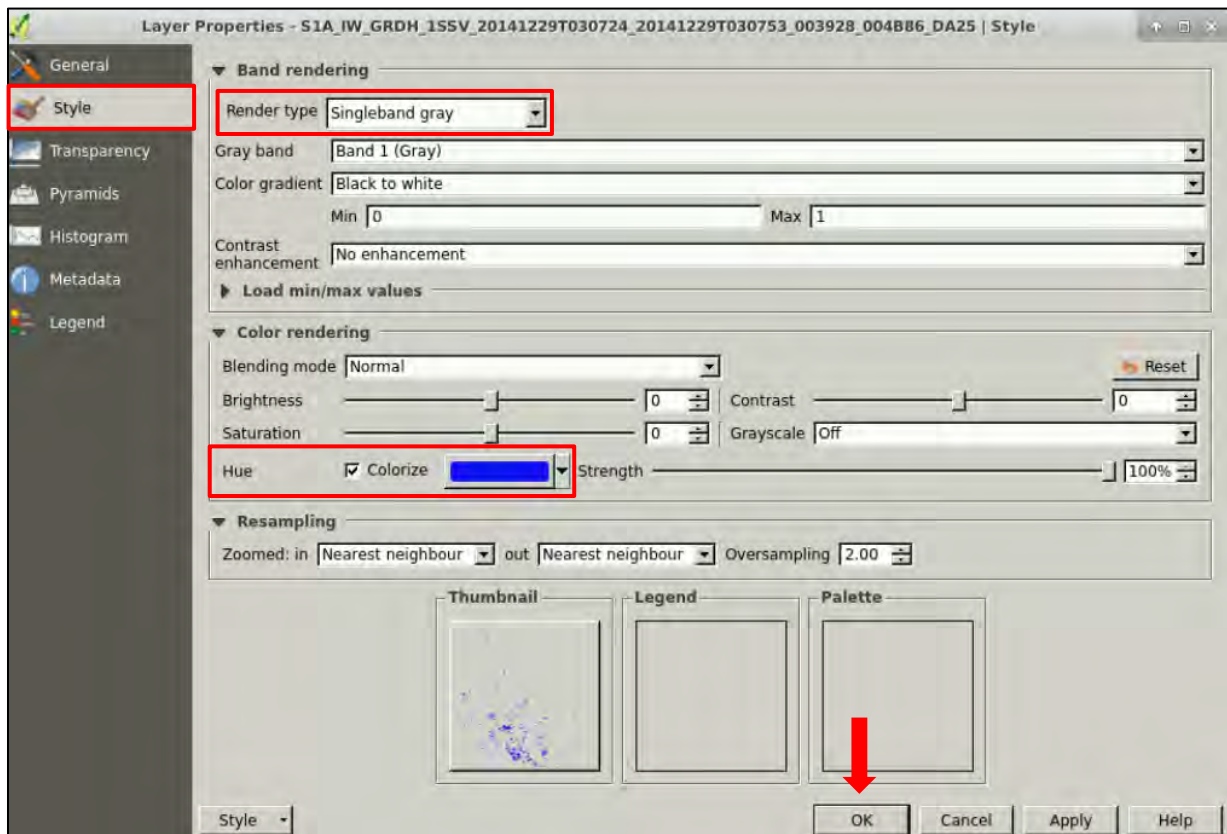 Layer Properties - S1A_IW_GRDH_1SSV_20141229T030724_20141229T030753_003928_004BB6_DA25 | Style
General
Style
Transparency
Pyramids
Histogram
Metadata
Legend
Band rendering
Render type Singleband gray
Gray band Band 1 (Gray)
Color gradient Black to white
Min 0 Max 1
Contrast
enhancement No enhancement
Load min/max values
Color rendering
Blending mode Normal Reset
Brightness 0 Contrast 0
Saturation 0 Grayscale Off
Hue Colorize Strength 100%
Resampling
Zoomed: in Nearest neighbour out Nearest neighbour Oversampling 2.00
Thumbnail Legend Palette
Style OK Cancel Apply Help